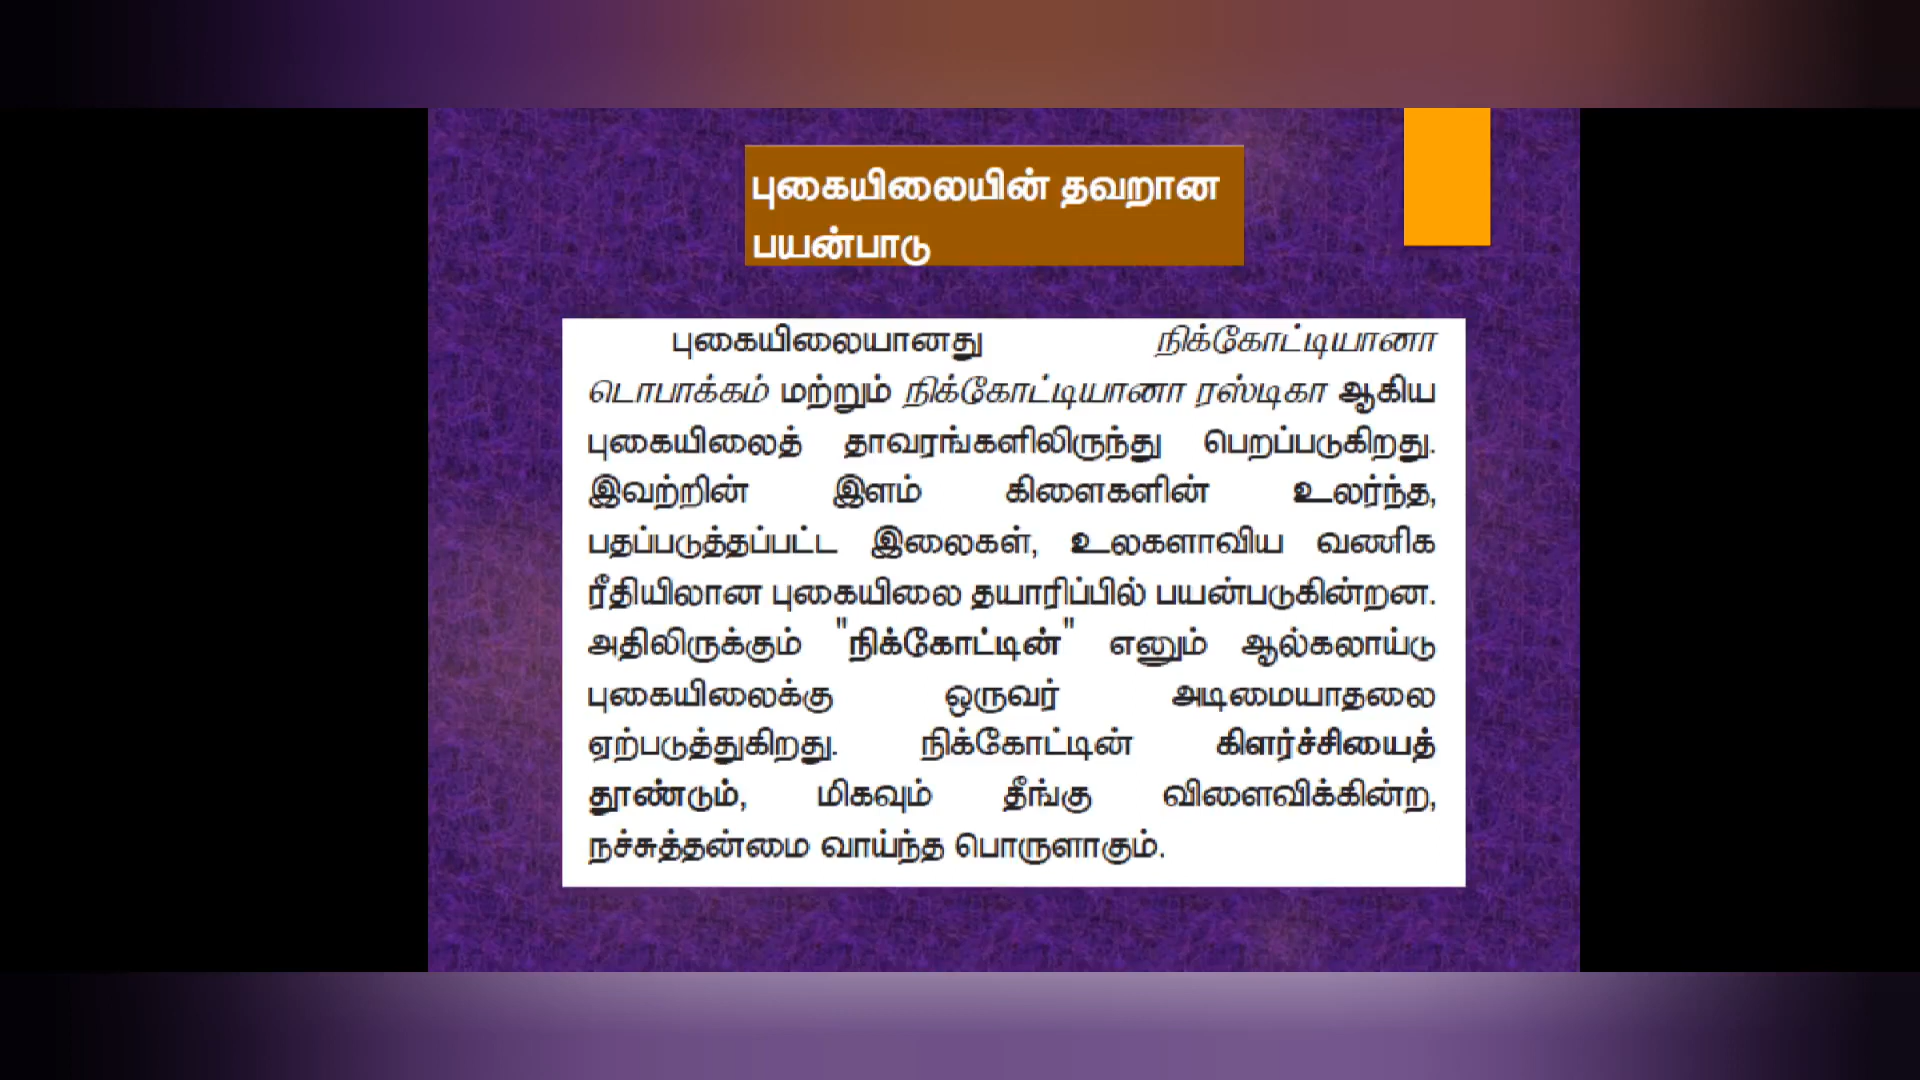 புகையிலையின் தவறான
பயன்பாடு
புகையிலையானது நிக்கோட்டியானா
டொபாக்கம் மற்றும் நிக்கோட்டியானா ரஸ்டிகா ஆகிய
புகையிலைத் தாவரங்களிலிருந்து பெறப்படுகிறது.
இவற்றின் இளம் கிளைகளின் உலர்ந்த,
பதப்படுத்தப்பட்ட இலைகள், உலகளாவிய வணிக
ரீதியிலான புகையிலை தயாரிப்பில் பயன்படுகின்றன.
அதிலிருக்கும் "நிக்கோட்டின்" எனும் ஆல்கலாய்டு
புகையிலைக்கு ஒருவர் அடிமையாதலை
ஏற்படுத்துகிறது. நிக்கோட்டின் கிளர்ச்சியைத்
தூண்டும், மிகவும் தீங்கு விளைவிக்கின்ற,
நச்சுத்தன்மை வாய்ந்த பொருளாகும்.